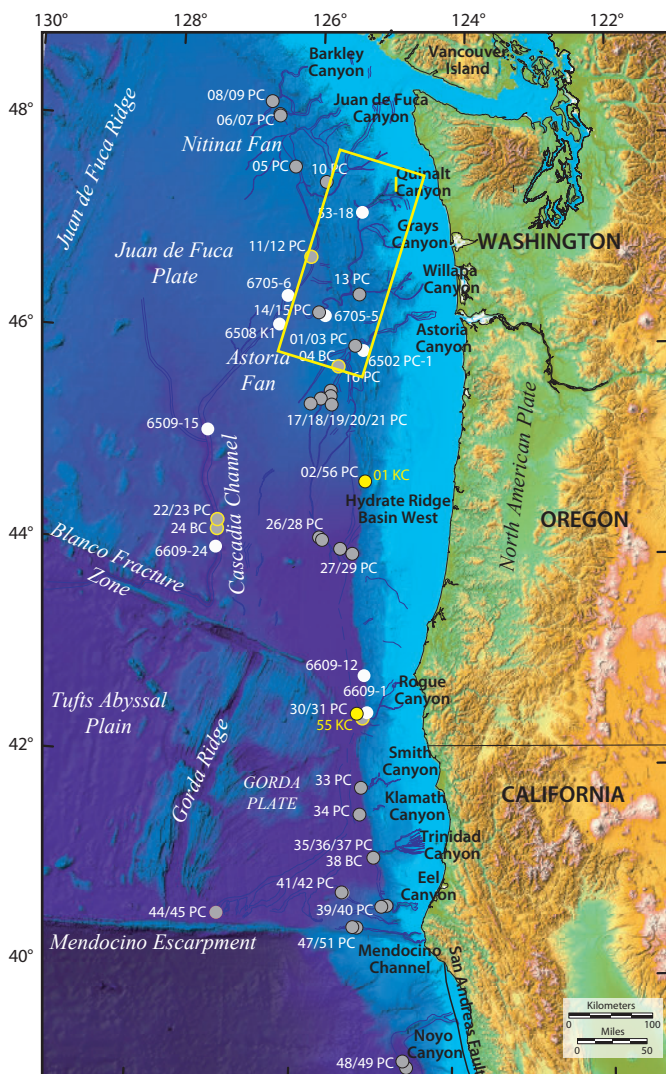 130°
128°
126°
124°
122°
Barkley
Canyon
Vancouver
Island
48°
08/09 PC
06/07 PC
Juan de Fuca
Canyon
Juan de Fuca Ridge
Nitinat Fan
05 PC
10 PC
Quinalt
Canyon
53-18
Grays
Canyon
WASHINGTON
Juan de Fuca
Plate
11/12 PC
Willapa
Canyon
6705-6
13 PC
14/15 PC
6705-5
46°
6508 K1
Astoria
Canyon
01/03 PC
04 BC
6502 PC-1
Astoria
Fan
16 PC
17/18/19/20/21 PC
6509-15
North American Plate
02/56 PC
01 KC
Hydrate Ridge
Basin West
Cascadia Channel
22/23 PC
24 BC
OREGON
44°
26/28 PC
6609-24
27/29 PC
Blanco Fracture
Zone
6609-12
6609-1
Rogue
Canyon
Tufts Abyssal
Plain
30/31 PC
55 KC
42°
Smith
Canyon
Gorda Ridge
GORDA
PLATE
33 PC
Klamath
Canyon
CALIFORNIA
34 PC
Trinidad
Canyon
35/36/37 PC
38 BC
Eel
Canyon
41/42 PC
44/45 PC
39/40 PC
Mendocino Escarpment
47/51 PC
40°
Mendocino
Channel
San Andreas Fault
Kilometers
0
100
Miles
0
50
Noyo
Canyon
48/49 PC